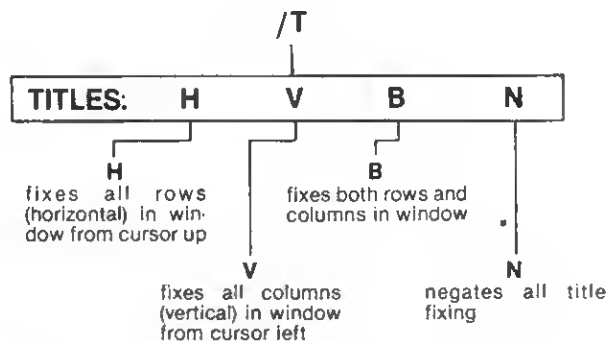 /T
TITLES: H V B N
H
fixes all rows
(horizontal) in win-
dow from cursor up
B
fixes both rows and
columns in window
V
fixes all columns
(vertical) in window
from cursor left
N
negates all title
fixing